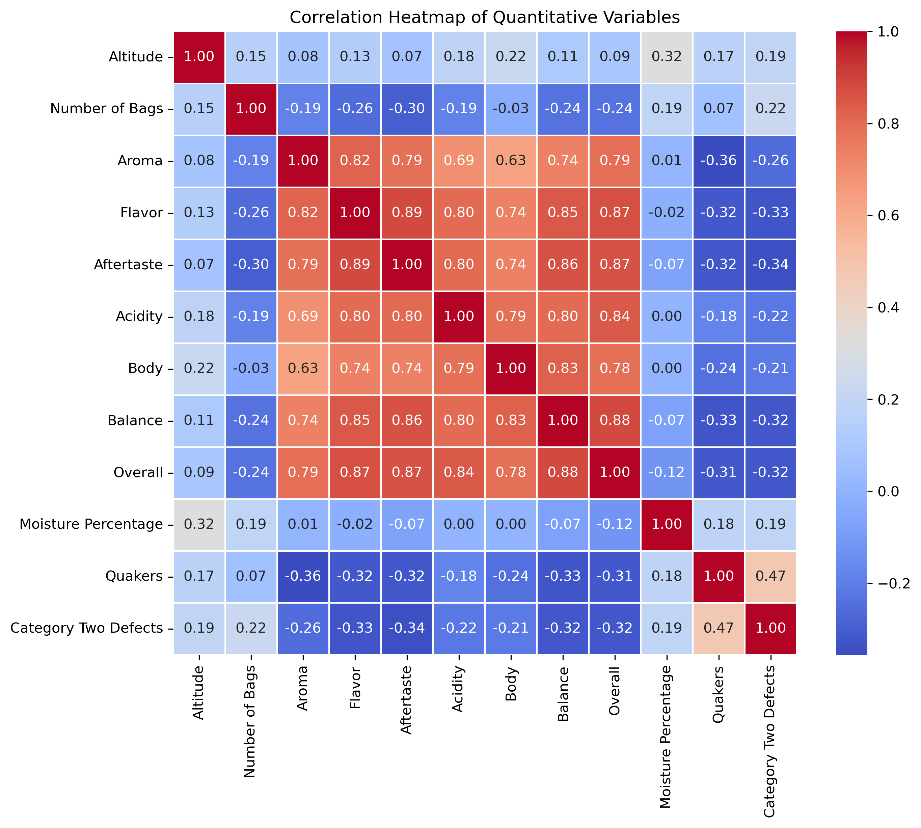 Correlation Heatmap of Quantitative Variables
Altitude 1.00 0.15 0.08 0.13 0.07 0.18 0.22 0.11 0.09 0.32 0.17 0.19
Number of Bags 0.15 1.00 -0.19 -0.26 -0.30 -0.19 -0.03 -0.24 -0.24 0.19 0.07 0.22
Aroma 0.08 -0.19 1.00 0.82 0.79 0.69 0.63 0.74 0.79 0.01 -0.36 -0.26
Flavor 0.13 -0.26 0.82 1.00 0.89 0.80 0.74 0.85 0.87 -0.02 -0.32 -0.33
Aftertaste 0.07 -0.30 0.79 0.89 1.00 0.80 0.74 0.86 0.87 -0.07 -0.32 -0.34
Acidity 0.18 -0.19 0.69 0.80 0.80 1.00 0.79 0.80 0.84 0.00 -0.18 -0.22
Body 0.22 -0.03 0.63 0.74 0.74 0.79 1.00 0.83 0.78 0.00 -0.24 -0.21
Balance 0.11 -0.24 0.74 0.85 0.86 0.80 0.83 1.00 0.88 -0.07 -0.33 -0.32
Overall 0.09 -0.24 0.79 0.87 0.87 0.84 0.78 0.88 1.00 -0.12 -0.31 -0.32
Moisture Percentage 0.32 0.19 0.01 -0.02 -0.07 0.00 0.00 -0.07 -0.12 1.00 0.18 0.19
Quakers 0.17 0.07 -0.36 -0.32 -0.32 -0.18 -0.24 -0.33 -0.31 0.18 1.00 0.47
Category Two Defects 0.19 0.22 -0.26 -0.33 -0.34 -0.22 -0.21 -0.32 -0.32 0.19 0.47 1.00
Altitude
Number of Bags
Aroma
Flavor
Aftertaste
Acidity
Body
Balance
Overall
Moisture Percentage
Quakers
Category Two Defects
1.0
0.8
0.6
0.4
0.2
0.0
−0.2